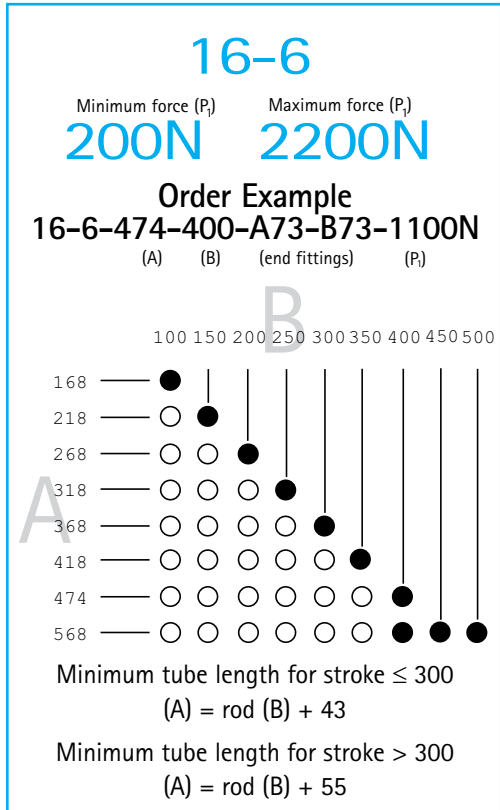 16-6
Minimum force (P₁) Maximum force (P₁)
200N 2200N
Order Example
16-6-474-400-A73-B73-1100N
(A) (B) (end fittings) (P₁)
B
100 150 200 250 300 350 400 450 500
168
218
268
318
A
368
418
474
568
Minimum tube length for stroke ≤ 300
(A) = rod (B) + 43
Minimum tube length for stroke > 300
(A) = rod (B) + 55